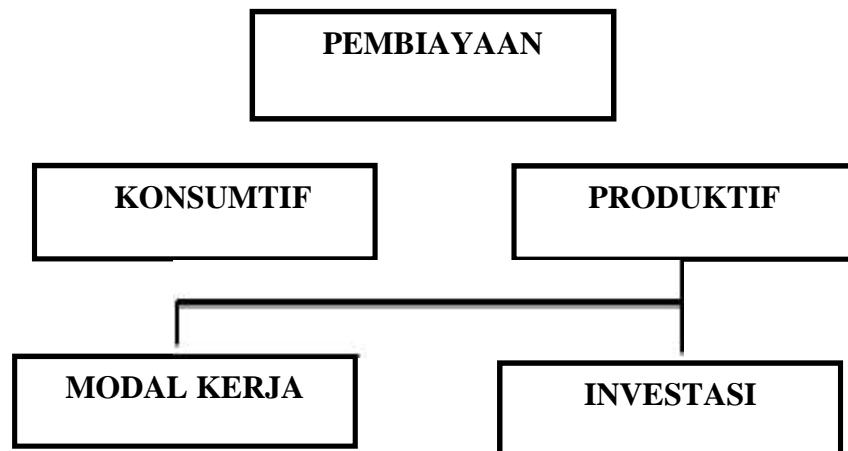 PEMBIAYAAN
KONSUMTIF
PRODUKTIF
MODAL KERJA
INVESTASI